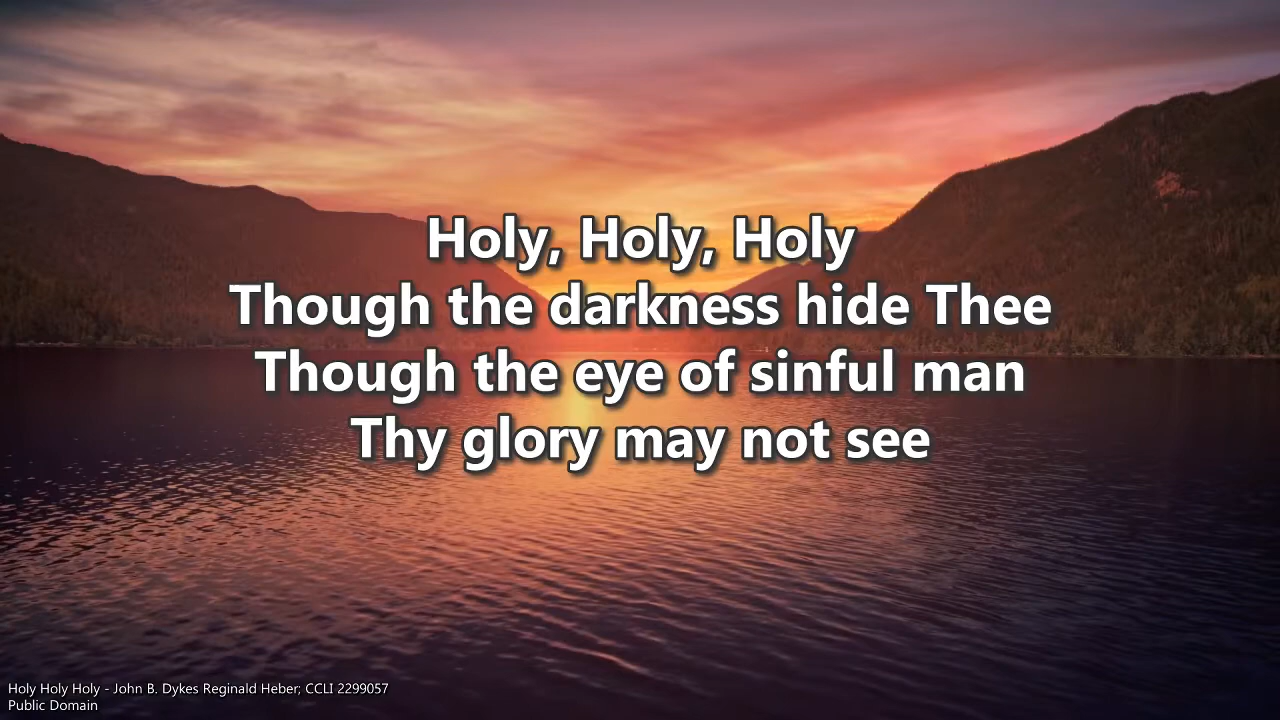 Holy, Holy, Holy
Though the darkness hide Thee
Though the eye of sinful man
Thy glory may not see
Holy Holy Holy - John B. Dykes Reginald Heber; CCLI 2299057
Public Domain